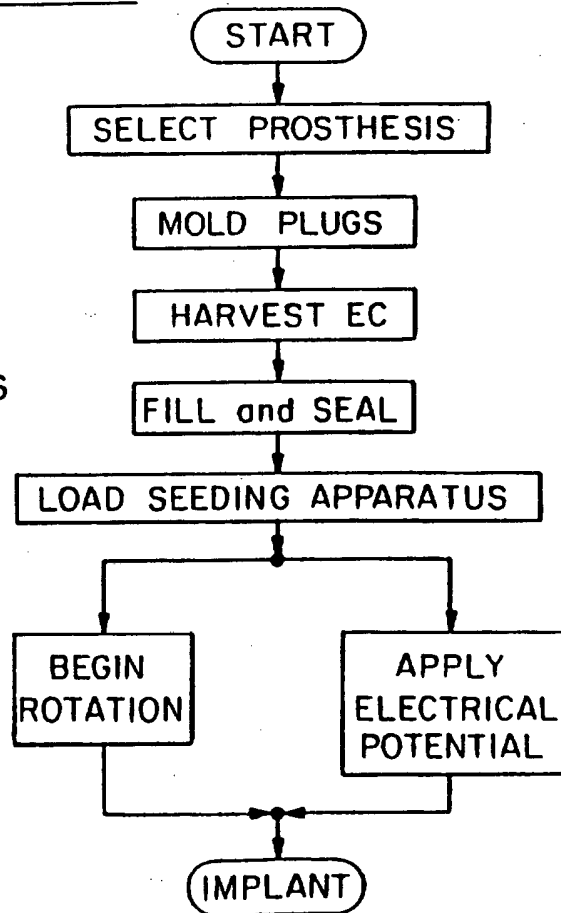 START
SELECT PROSTHESIS
MOLD PLUGS
HARVEST EC
FILL and SEAL
LOAD SEEDING APPARATUS
BEGIN
ROTATION
APPLY
ELECTRICAL
POTENTIAL
IMPLANT